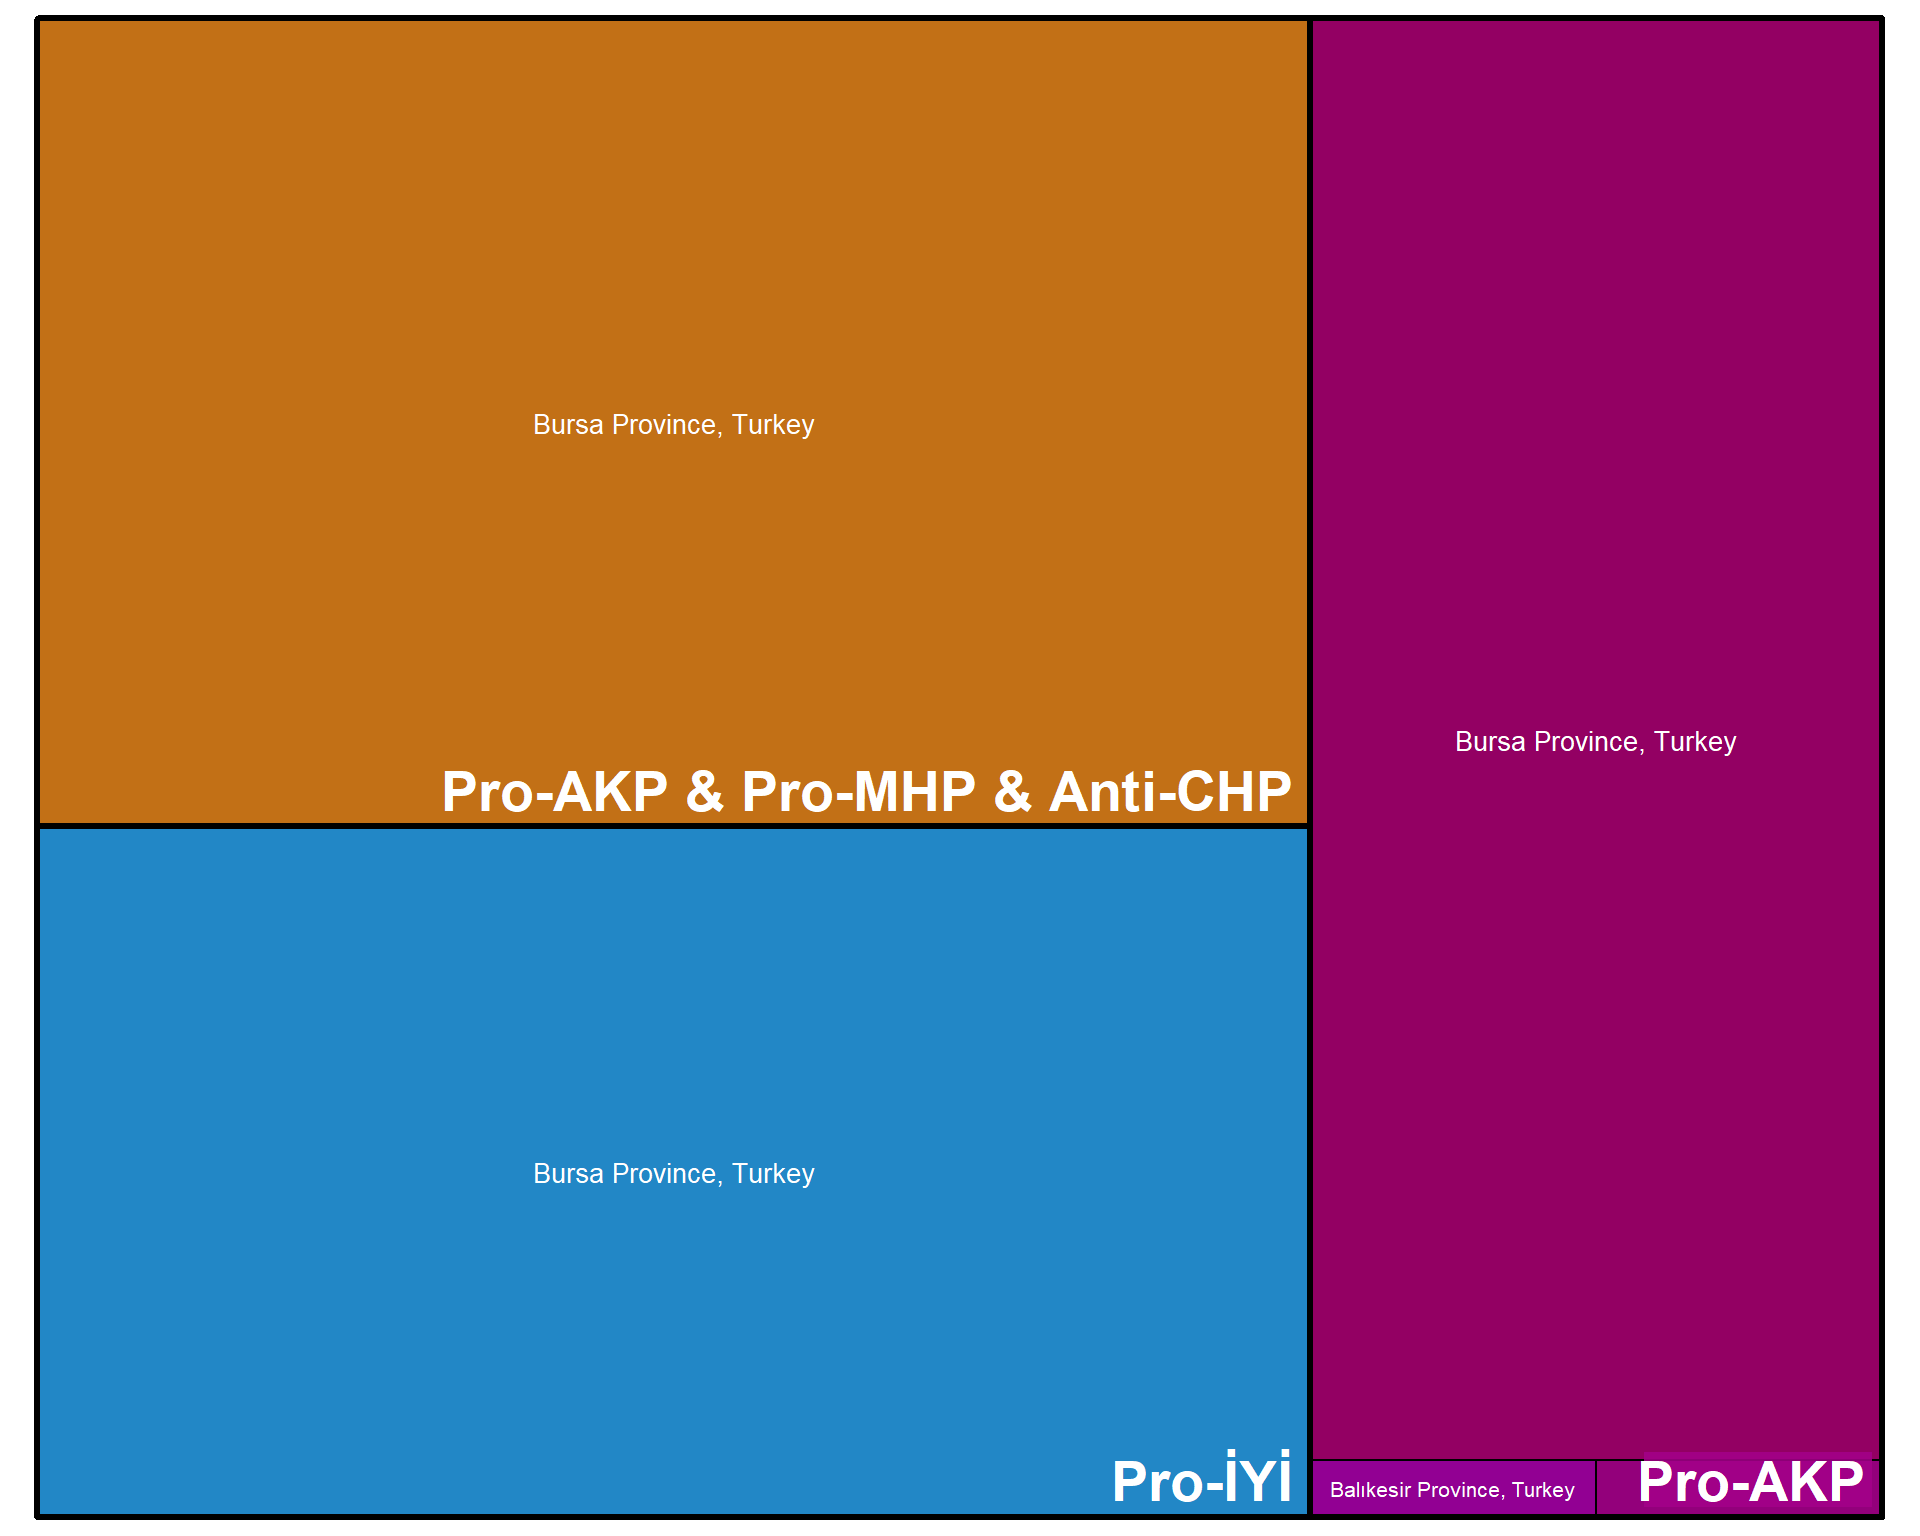 Bursa Province, Turkey
Pro-AKP & Pro-MHP & Anti-CHP
Bursa Province, Turkey
Pro-İYİ
Bursa Province, Turkey
Balıkesir Province, Turkey
Pro-AKP